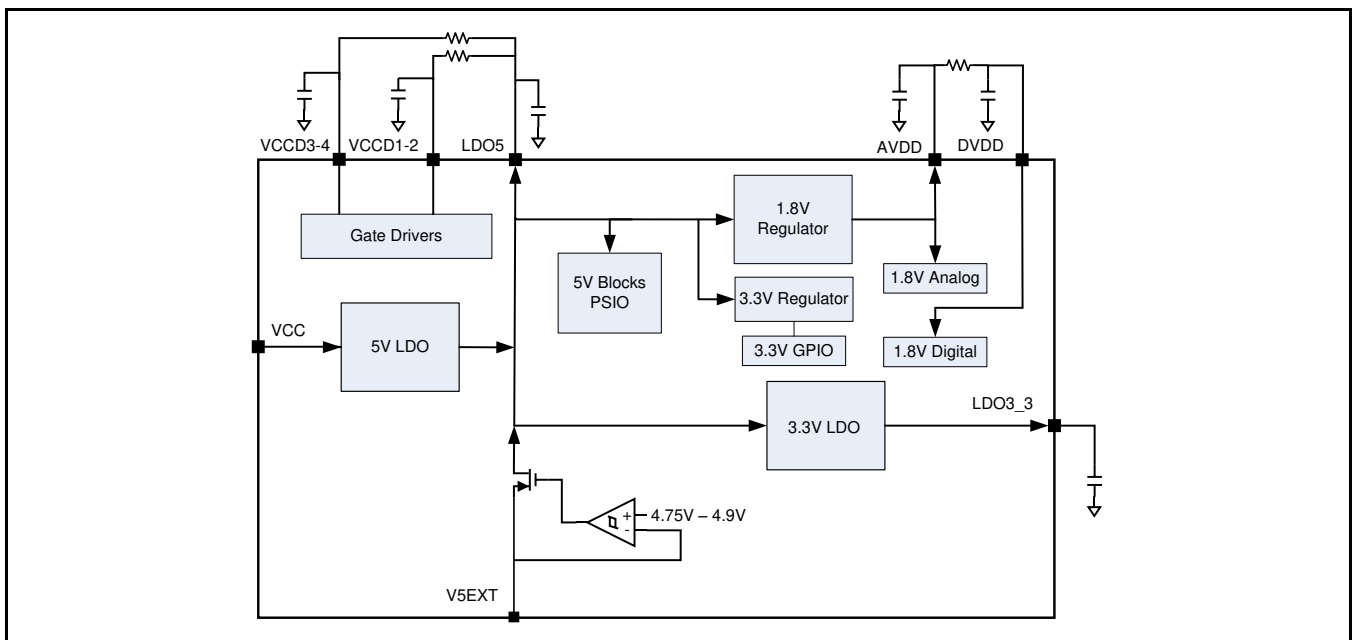 VCCD3-4 VCCD1-2 LDO5 AVDD DVDD
Gate Drivers
1.8V
Regulator
5V Blocks
PSIO
1.8V Analog
3.3V Regulator
3.3V GPIO
1.8V Digital
VCC
5V LDO
LDO3_3
3.3V LDO
+
-
4.75V – 4.9V
V5EXT